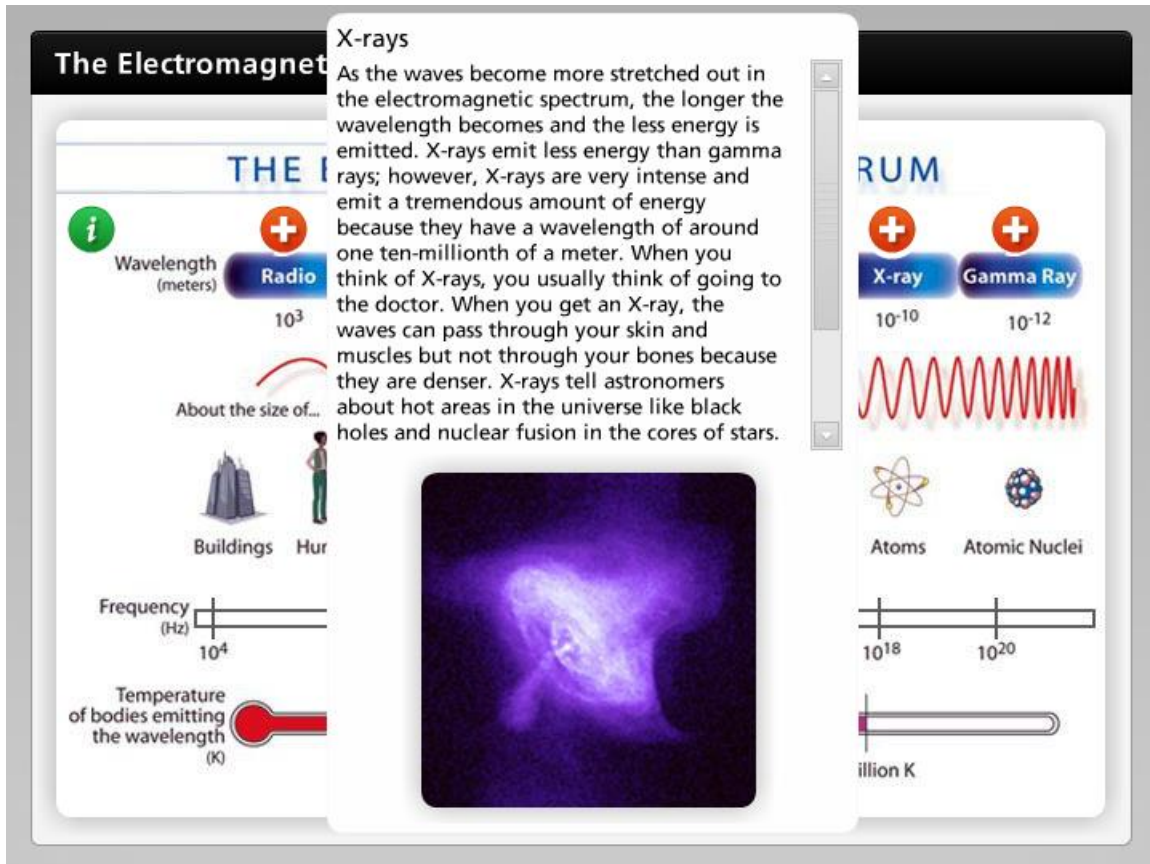 The Electromagnet
X-rays
As the waves become more stretched out in
the electromagnetic spectrum, the longer the
wavelength becomes and the less energy is
emitted. X-rays emit less energy than gamma
rays; however, X-rays are very intense and
emit a tremendous amount of energy
because they have a wavelength of around
one ten-millionth of a meter. When you
think of X-rays, you usually think of going to
the doctor. When you get an X-ray, the
waves can pass through your skin and
muscles but not through your bones because
they are denser. X-rays tell astronomers
about hot areas in the universe like black
holes and nuclear fusion in the cores of stars.
THE E
RUM
i
Wavelength
(meters)
Radio
X-ray
Gamma Ray
10³
10⁻¹⁰
10⁻¹²
About the size of...
Buildings
Hur
Atoms
Atomic Nuclei
Frequency
(Hz)
10⁴
10¹⁸
10²⁰
Temperature
of bodies emitting
the wavelength
(K)
illion K